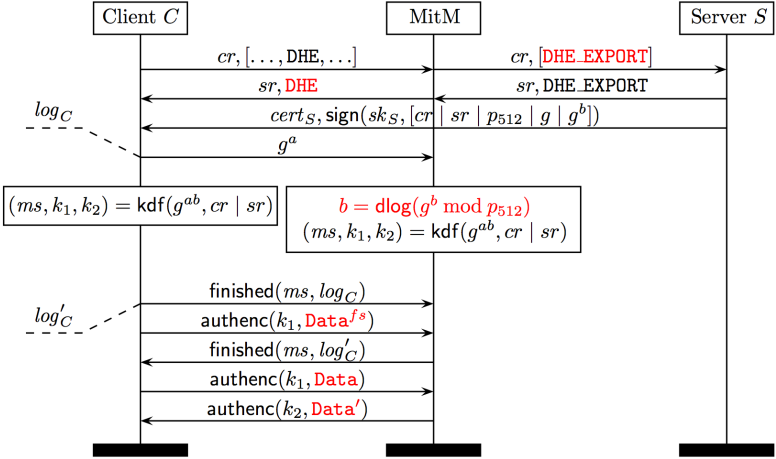 Client C
MitM
Server S
cr, [..., DHE, ...]
cr, [DHE_EXPORT]
sr, DHE
sr, DHE_EXPORT
log_C
cert_S, sign(sk_S, [cr | sr | p_512 | g | g^b])
g^a
(ms, k_1, k_2) = kdf(g^{ab}, cr | sr)
b = dlog(g^b mod p_512)
(ms, k_1, k_2) = kdf(g^{ab}, cr | sr)
finished(ms, log_C)
log'_C
authenc(k_1, Data^{fs})
finished(ms, log'_C)
authenc(k_1, Data)
authenc(k_2, Data')